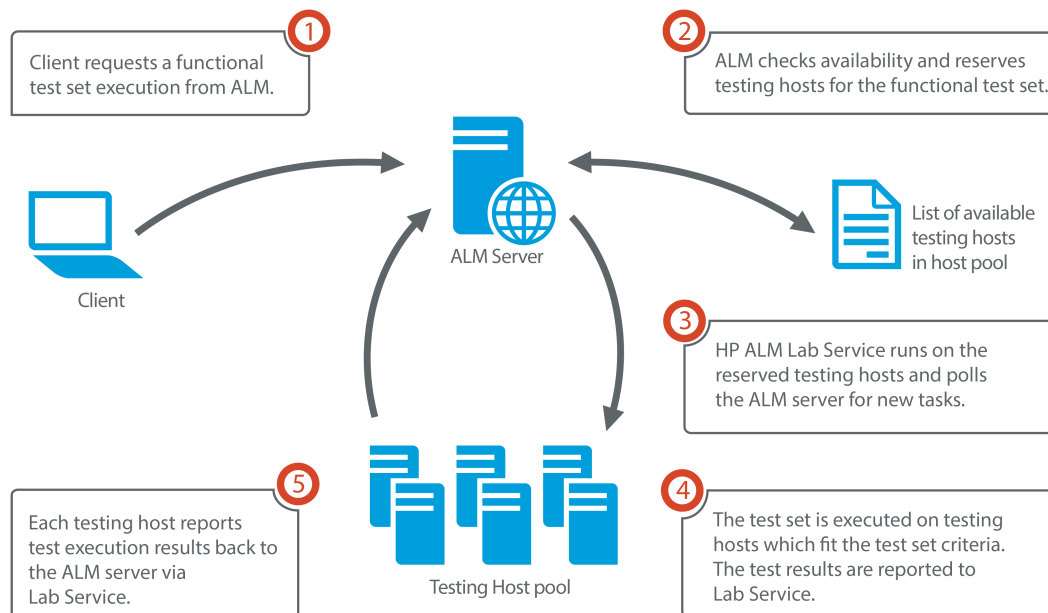 1
Client requests a functional
test set execution from ALM.
2
ALM checks availability and reserves
testing hosts for the functional test set.
ALM Server
List of available
testing hosts
in host pool
Client
3
HP ALM Lab Service runs on the
reserved testing hosts and polls
the ALM server for new tasks.
5
Each testing host reports
test execution results back to
the ALM server via
Lab Service.
Testing Host pool
4
The test set is executed on testing
hosts which fit the test set criteria.
The test results are reported to
Lab Service.